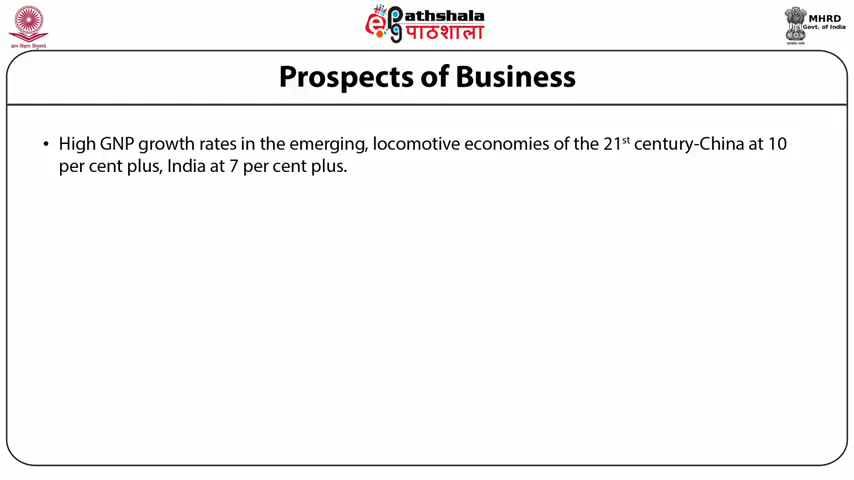 ePathshala
पाठशाला
MHRD
Govt. of India
Prospects of Business
• High GNP growth rates in the emerging, locomotive economies of the 21st century-China at 10
per cent plus, India at 7 per cent plus.